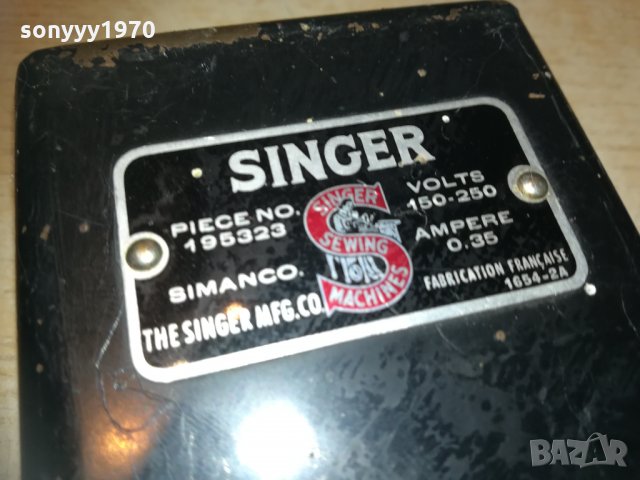 sonyyy1970
SINGER
PIECE NO.
195323
VOLTS
150-250
SINGER
SEWING
MACHINES
AMPERE
0.35
SIMANCO.
THE SINGER MFG.CO.
FABRICATION FRANÇAISE
1654-2A
BAZAR